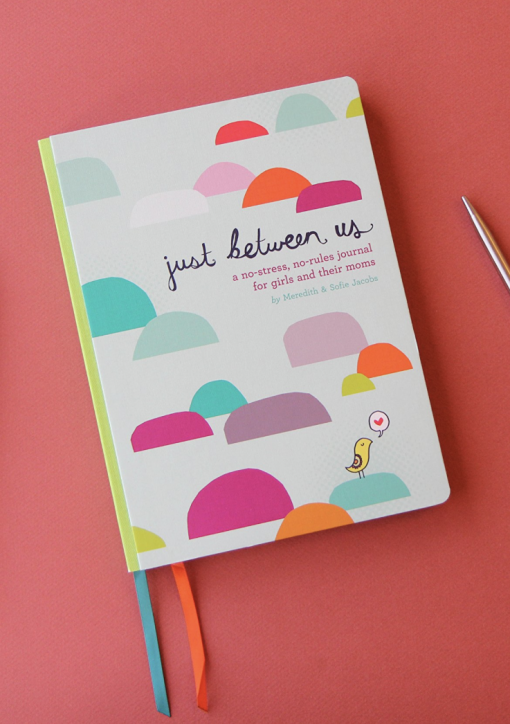 just between us
a no-stress, no-rules journal
for girls and their moms
by Meredith & Sofie Jacobs